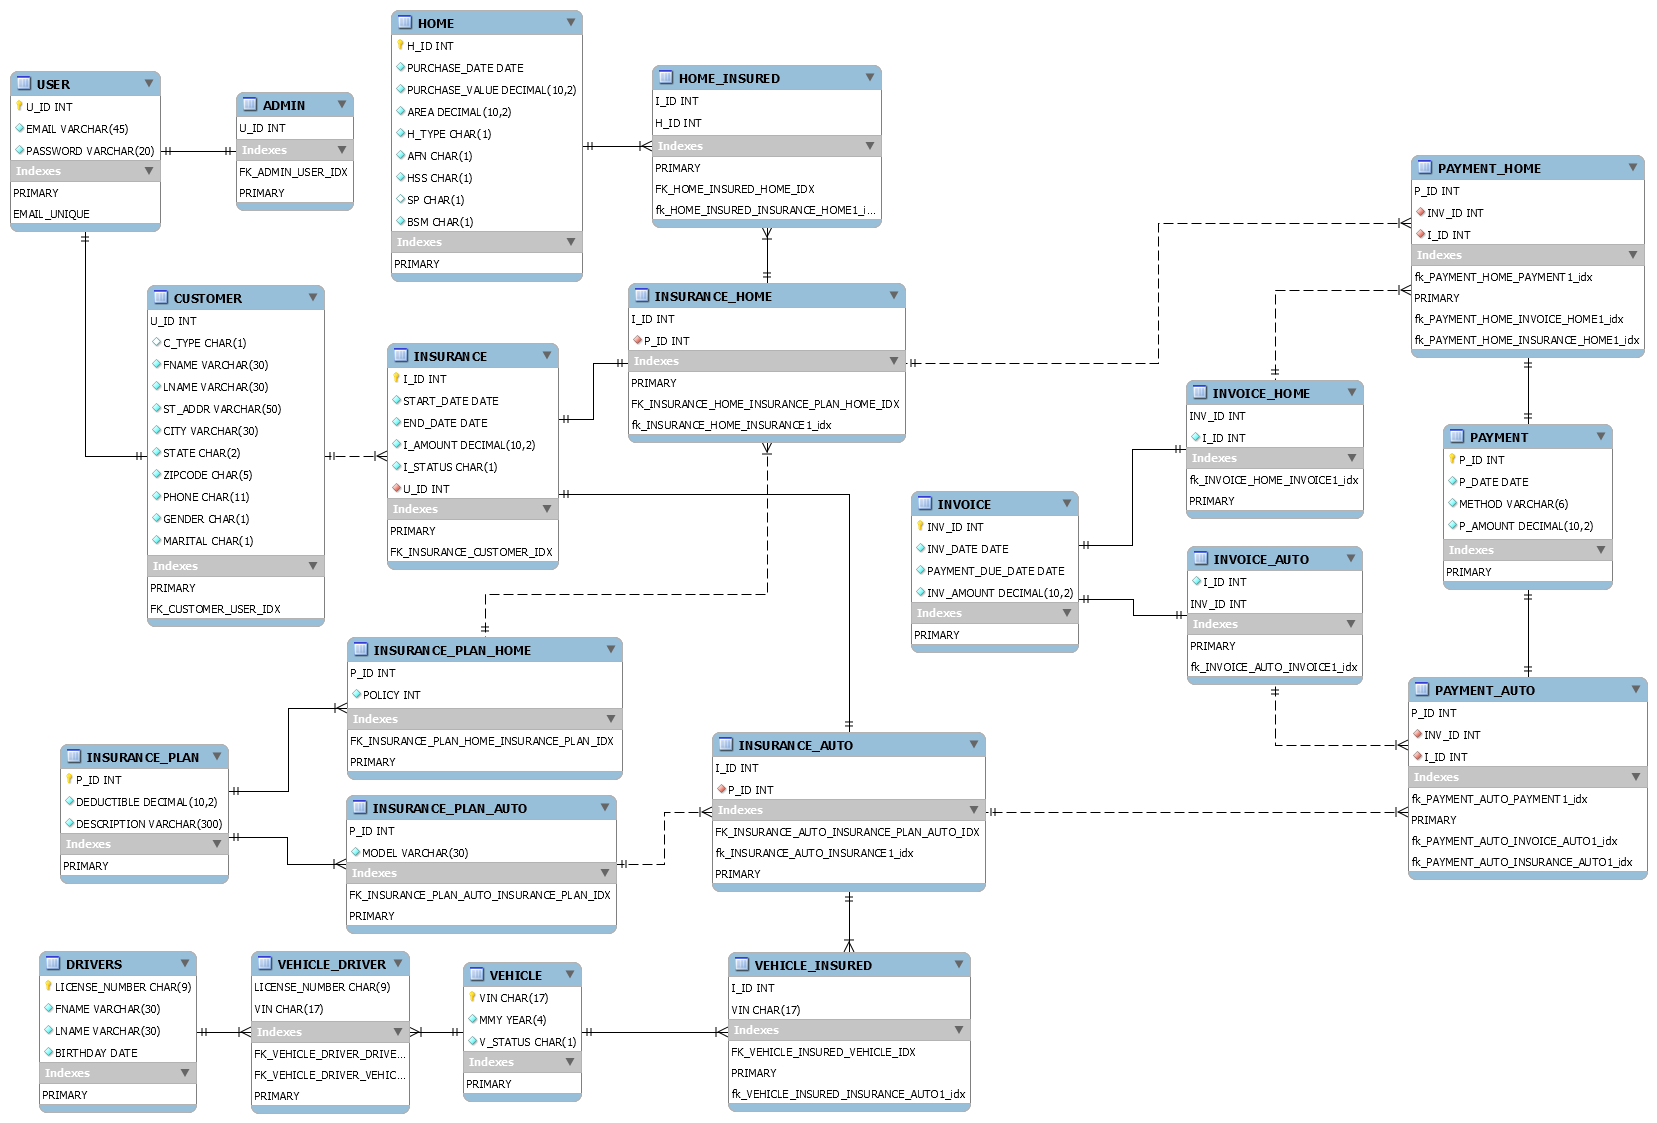 USER
U_ID INT
EMAIL VARCHAR(45)
PASSWORD VARCHAR(20)
Indexes
PRIMARY
EMAIL_UNIQUE
ADMIN
U_ID INT
Indexes
FK_ADMIN_USER_IDX
PRIMARY
HOME
H_ID INT
PURCHASE_DATE DATE
PURCHASE_VALUE DECIMAL(10,2)
AREA DECIMAL(10,2)
H_TYPE CHAR(1)
AFN CHAR(1)
HSS CHAR(1)
SP CHAR(1)
BSM CHAR(1)
Indexes
PRIMARY
HOME_INSURED
I_ID INT
H_ID INT
Indexes
PRIMARY
FK_HOME_INSURED_HOME_IDX
fk_HOME_INSURED_INSURANCE_HOME1_i...
PAYMENT_HOME
P_ID INT
INV_ID INT
I_ID INT
Indexes
fk_PAYMENT_HOME_PAYMENT1_idx
PRIMARY
fk_PAYMENT_HOME_INVOICE_HOME1_idx
fk_PAYMENT_HOME_INSURANCE_HOME1_idx
CUSTOMER
U_ID INT
C_TYPE CHAR(1)
FNAME VARCHAR(30)
LNAME VARCHAR(30)
ST_ADDR VARCHAR(50)
CITY VARCHAR(30)
STATE CHAR(2)
ZIPCODE CHAR(5)
PHONE CHAR(11)
GENDER CHAR(1)
MARITAL CHAR(1)
Indexes
PRIMARY
FK_CUSTOMER_USER_IDX
INSURANCE
I_ID INT
START_DATE DATE
END_DATE DATE
I_AMOUNT DECIMAL(10,2)
I_STATUS CHAR(1)
U_ID INT
Indexes
PRIMARY
FK_INSURANCE_CUSTOMER_IDX
INSURANCE_HOME
I_ID INT
P_ID INT
Indexes
PRIMARY
FK_INSURANCE_HOME_INSURANCE_PLAN_HOME_IDX
fk_INSURANCE_HOME_INSURANCE1_idx
INVOICE_HOME
INV_ID INT
I_ID INT
Indexes
fk_INVOICE_HOME_INVOICE1_idx
PRIMARY
PAYMENT
P_ID INT
P_DATE DATE
METHOD VARCHAR(6)
P_AMOUNT DECIMAL(10,2)
Indexes
PRIMARY
INVOICE
INV_ID INT
INV_DATE DATE
PAYMENT_DUE_DATE DATE
INV_AMOUNT DECIMAL(10,2)
Indexes
PRIMARY
INVOICE_AUTO
I_ID INT
INV_ID INT
Indexes
PRIMARY
fk_INVOICE_AUTO_INVOICE1_idx
INSURANCE_PLAN_HOME
P_ID INT
POLICY INT
Indexes
FK_INSURANCE_PLAN_HOME_INSURANCE_PLAN_IDX
PRIMARY
INSURANCE_PLAN
P_ID INT
DEDUCTIBLE DECIMAL(10,2)
DESCRIPTION VARCHAR(300)
Indexes
PRIMARY
INSURANCE_PLAN_AUTO
P_ID INT
MODEL VARCHAR(30)
Indexes
FK_INSURANCE_PLAN_AUTO_INSURANCE_PLAN_IDX
PRIMARY
INSURANCE_AUTO
I_ID INT
P_ID INT
Indexes
FK_INSURANCE_AUTO_INSURANCE_PLAN_AUTO_IDX
fk_INSURANCE_AUTO_INSURANCE1_idx
PRIMARY
PAYMENT_AUTO
P_ID INT
INV_ID INT
I_ID INT
Indexes
fk_PAYMENT_AUTO_PAYMENT1_idx
PRIMARY
fk_PAYMENT_AUTO_INVOICE_AUTO1_idx
fk_PAYMENT_AUTO_INSURANCE_AUTO1_idx
DRIVERS
LICENSE_NUMBER CHAR(9)
FNAME VARCHAR(30)
LNAME VARCHAR(30)
BIRTHDAY DATE
Indexes
PRIMARY
VEHICLE_DRIVER
LICENSE_NUMBER CHAR(9)
VIN CHAR(17)
Indexes
FK_VEHICLE_DRIVER_DRIVE...
FK_VEHICLE_DRIVER_VEHIC...
PRIMARY
VEHICLE
VIN CHAR(17)
MMY YEAR(4)
V_STATUS CHAR(1)
Indexes
PRIMARY
VEHICLE_INSURED
I_ID INT
VIN CHAR(17)
Indexes
FK_VEHICLE_INSURED_VEHICLE_IDX
PRIMARY
fk_VEHICLE_INSURED_INSURANCE_AUTO1_idx